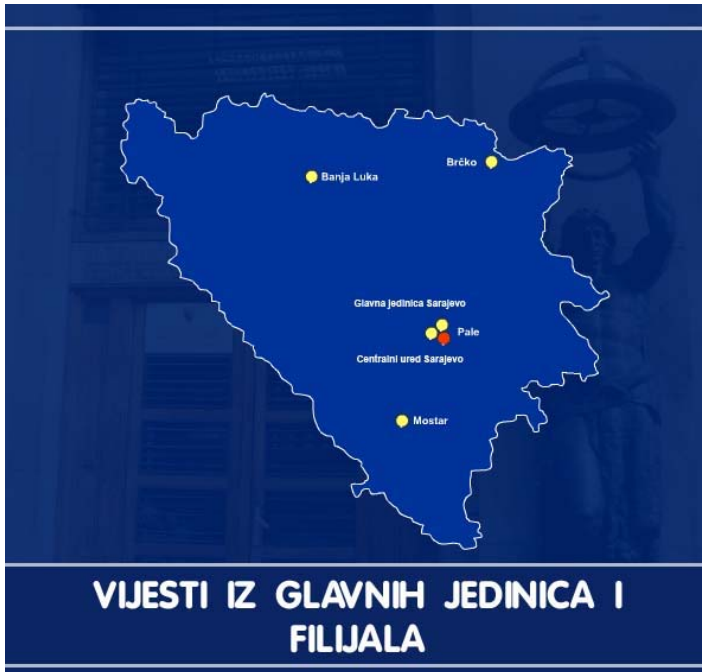 Brčko
Banja Luka
Glavna jedinica Sarajevo
Pale
Centralni ured Sarajevo
Mostar
VIJESTI IZ GLAVNIH JEDINICA I
FILIJALA